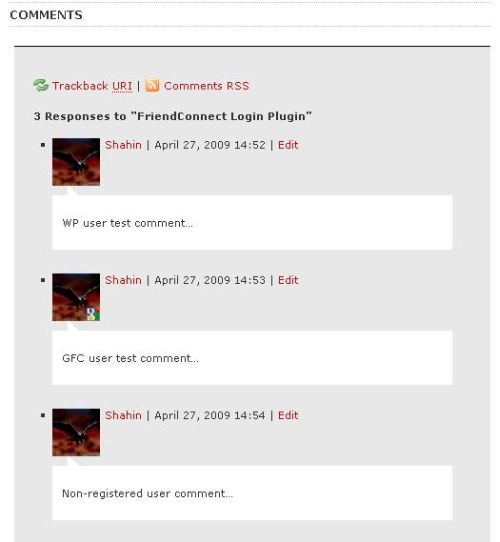 COMMENTS
Trackback URI | Comments RSS
3 Responses to "FriendConnect Login Plugin"
Shahin | April 27, 2009 14:52 | Edit
WP user test comment...
Shahin | April 27, 2009 14:53 | Edit
GFC user test comment...
Shahin | April 27, 2009 14:54 | Edit
Non-registered user comment...